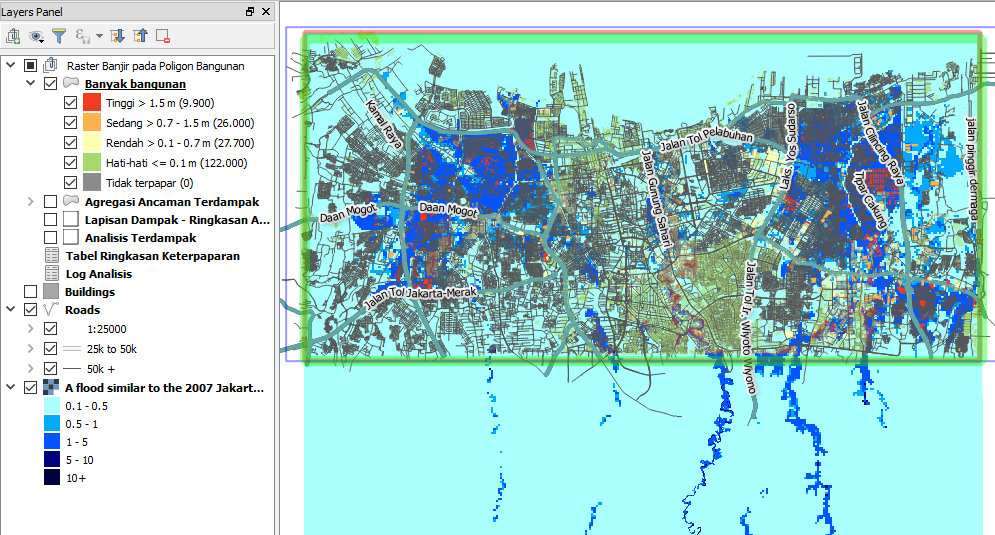 Layers Panel
Raster Banjir pada Poligon Bangunan
Banyak bangunan
Tinggi > 1.5 m (9.900)
Sedang > 0.7 - 1.5 m (26.000)
Rendah > 0.1 - 0.7 m (27.700)
Hati-hati <= 0.1 m (122.000)
Tidak terpapar (0)
Agregasi Ancaman Terdampak
Lapisan Dampak - Ringkasan A...
Analisis Terdampak
Tabel Ringkasan Keterpaparan
Log Analisis
Buildings
Roads
1:25000
25k to 50k
50k +
A flood similar to the 2007 Jakart...
0.1 - 0.5
0.5 - 1
1 - 5
5 - 10
10+
Kamal Raya
Daan Mogot
Daan Mogot
Jalan Tol Jakarta-Merak
Jalan Gunung Sahari
Jalan Tol Pelabuhan
Laks. Yos Sudarso
Jalan Cilincing Raya
Tipar Cakung
jalan pinggir dermaga
Jalan Tol Ir. Wiyoto Wiyono